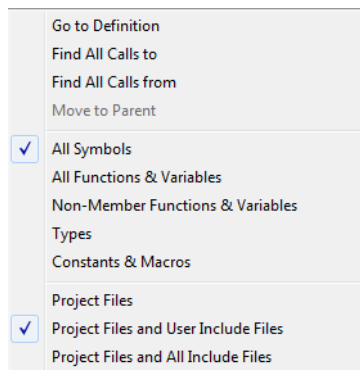 Go to Definition
Find All Calls to
Find All Calls from
Move to Parent
All Symbols
All Functions & Variables
Non-Member Functions & Variables
Types
Constants & Macros
Project Files
Project Files and User Include Files
Project Files and All Include Files